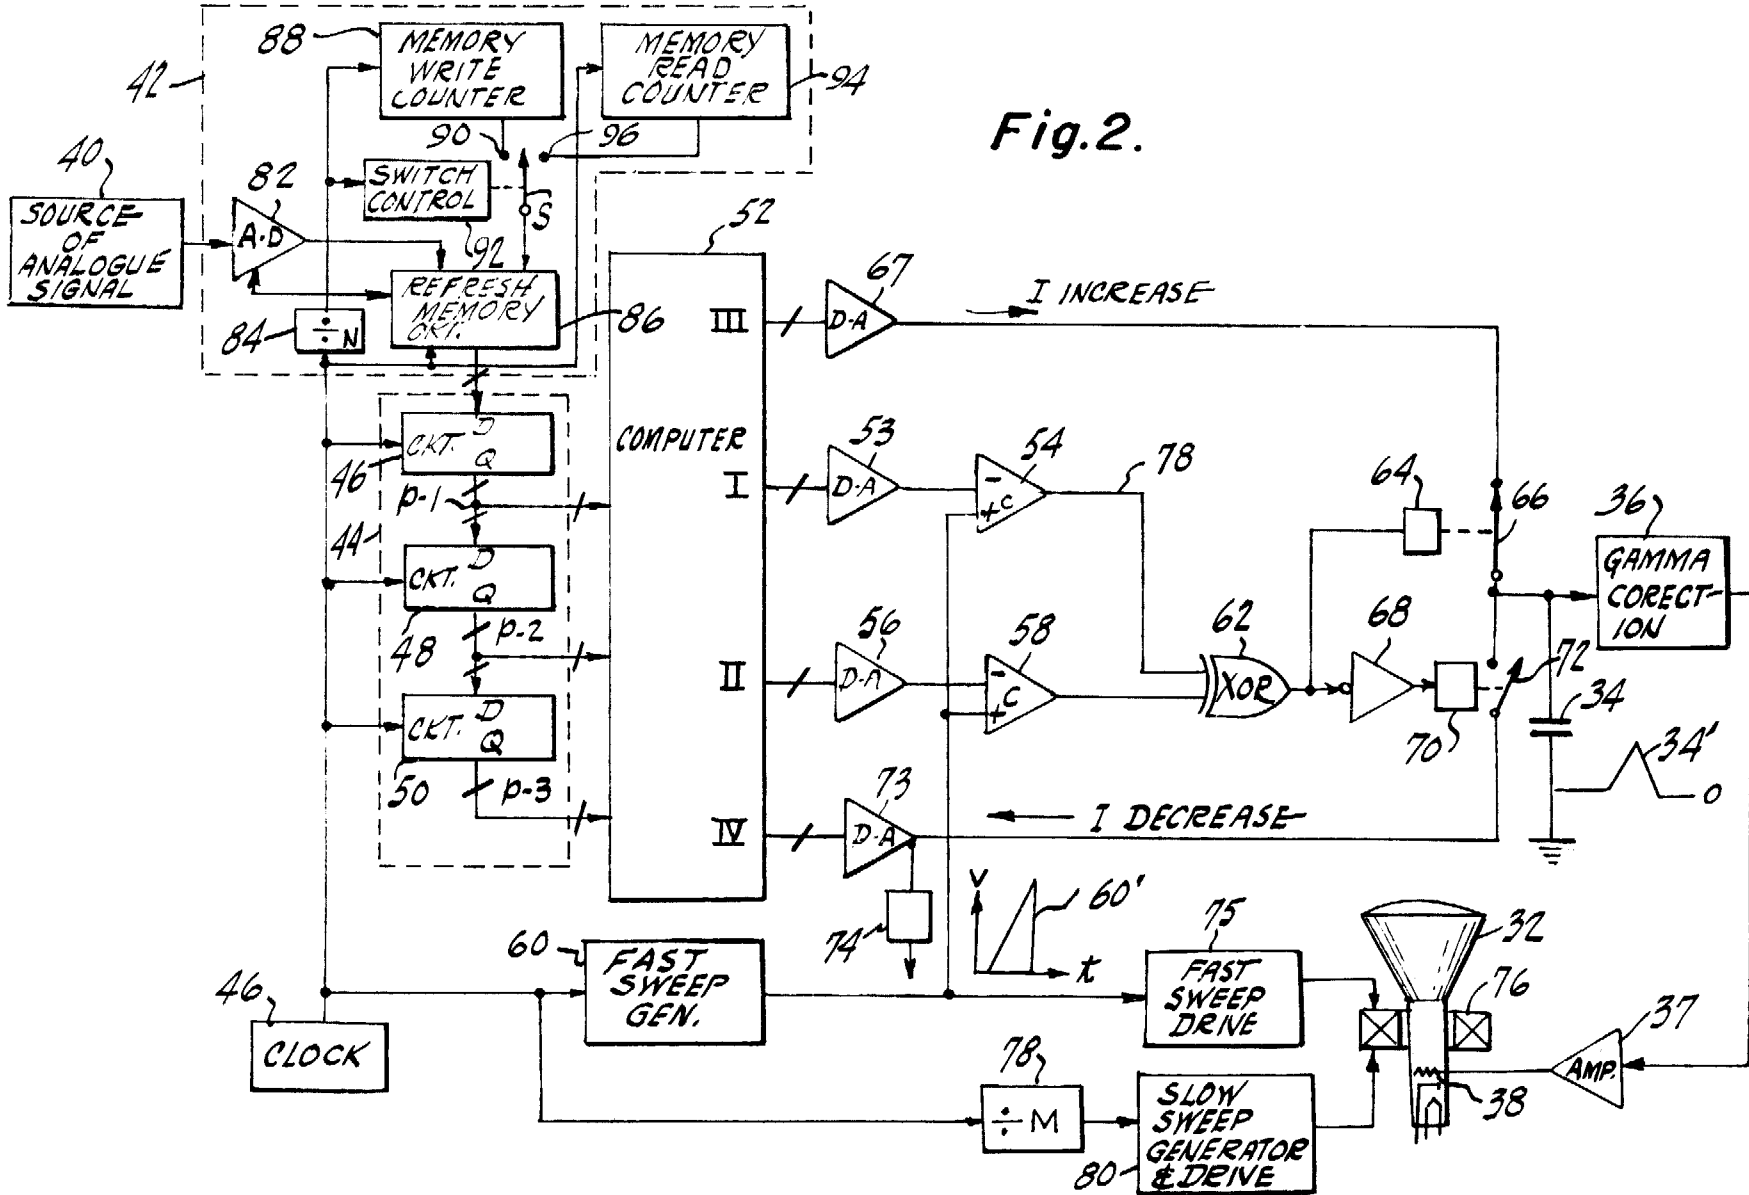 Fig.2.
42
88
MEMORY
WRITE
COUNTER
MEMORY
READ
COUNTER
94
90
96
40
SOURCE
OF
ANALOGUE
SIGNAL
82
A-D
SWITCH
CONTROL
92
S
84
÷ N
REFRESH
MEMORY
CKT.
86
44
CKT.
D
Q
46
P-1
CKT.
D
Q
48
P-2
CKT.
D
Q
50
P-3
52
COMPUTER
III
I
II
IV
67
D-A
I INCREASE
53
D-A
54
-
+
C
78
56
D-A
58
-
+
C
62
XOR
64
66
68
70
72
36
GAMMA
CORECT-
ION
34
34'
0
73
D-A
I DECREASE
74
V
t
60'
60
FAST
SWEEP
GEN.
46
CLOCK
75
FAST
SWEEP
DRIVE
32
76
37
AMP.
38
78
÷ M
80
SLOW
SWEEP
GENERATOR
& DRIVE